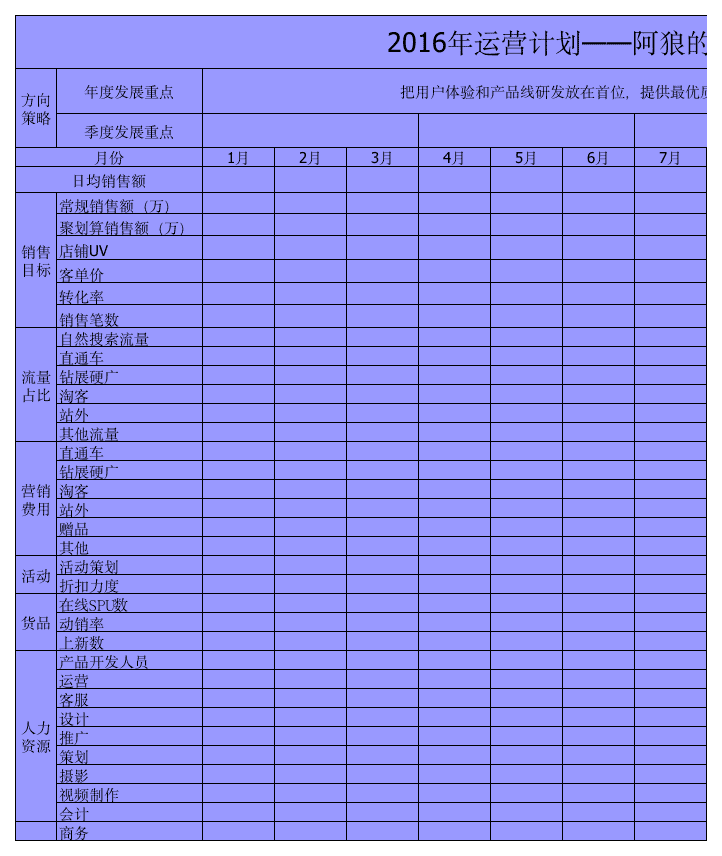 2016年运营计划——阿狼的
方向
策略
年度发展重点
把用户体验和产品线研发放在首位，提供最优质
季度发展重点
月份 1月 2月 3月 4月 5月 6月 7月
日均销售额
销售
目标
常规销售额（万）
聚划算销售额（万）
店铺UV
客单价
转化率
销售笔数
流量
占比
自然搜索流量
直通车
钻展硬广
淘客
站外
其他流量
营销
费用
直通车
钻展硬广
淘客
站外
赠品
其他
活动
活动策划
折扣力度
货品
在线SPU数
动销率
上新数
人力
资源
产品开发人员
运营
客服
设计
推广
策划
摄影
视频制作
会计
商务